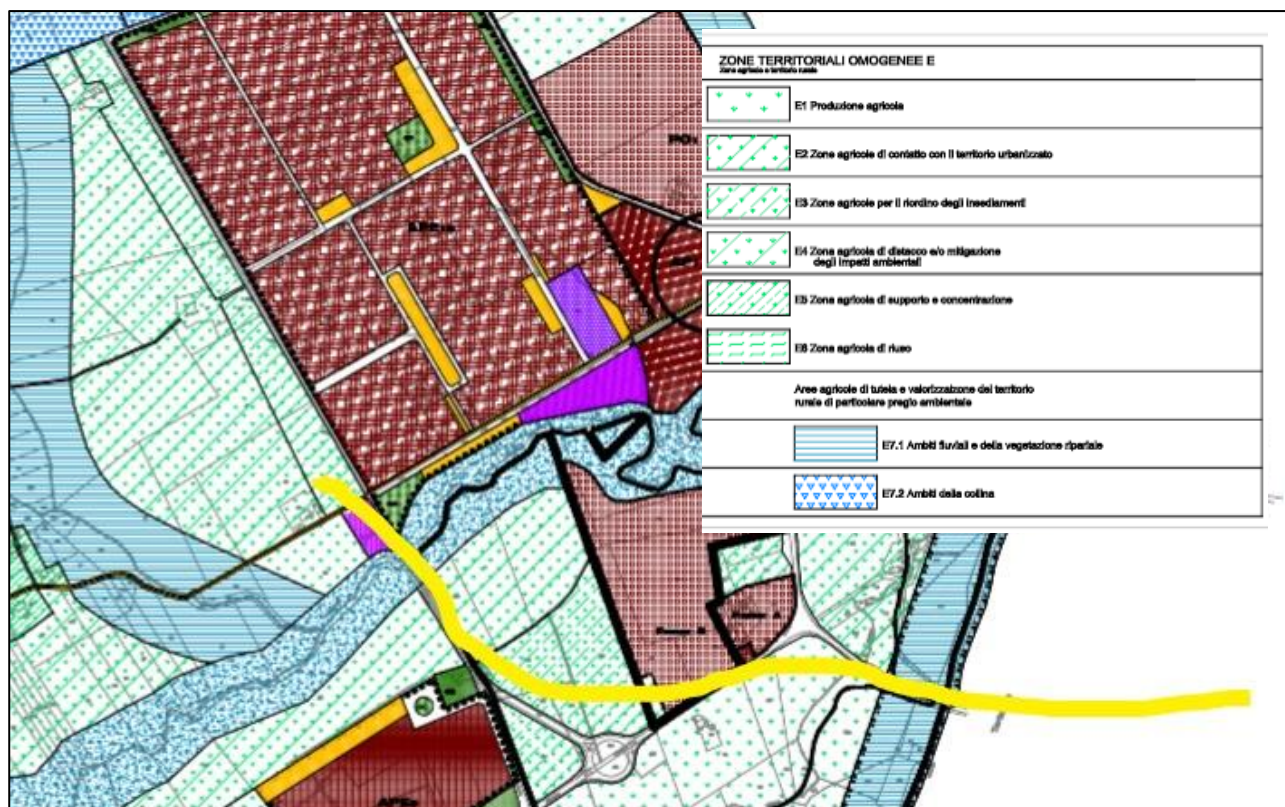 ZONE TERRITORIALI OMOGENEE E
Zone agricole e territorio rurale
E1 Produzione agricola
E2 Zone agricole di contatto con il territorio urbanizzato
E3 Zone agricole per il riordino degli insediamenti
E4 Zona agricola di distacco e/o mitigazione
degli impatti ambientali
E5 Zona agricola di supporto e concentrazione
E6 Zona agricola di riuso
Aree agricole di tutela e valorizzazione del territorio
rurale di particolare pregio ambientale
E7.1 Ambiti fluviali e della vegetazione ripariale
E7.2 Ambiti della collina